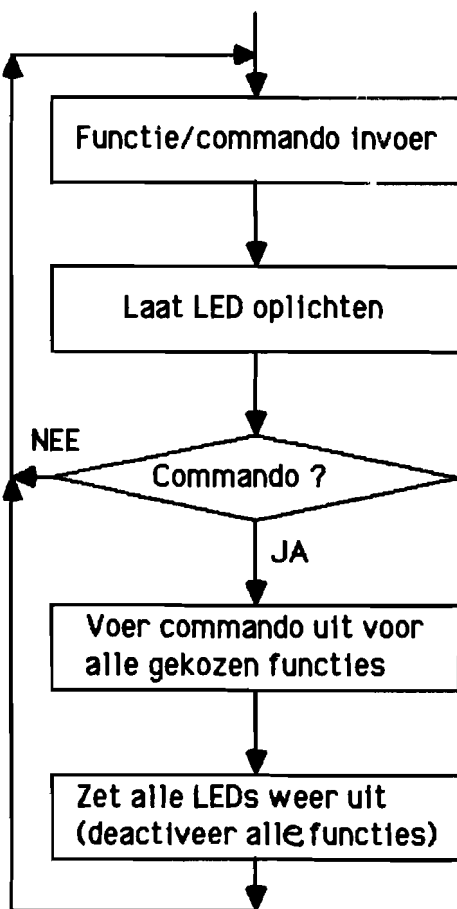 Functie/commando invoer
Laat LED oplichten
NEE
Commando ?
JA
Voer commando uit voor
alle gekozen functies
Zet alle LEDs weer uit
(deactiveer alle functies)